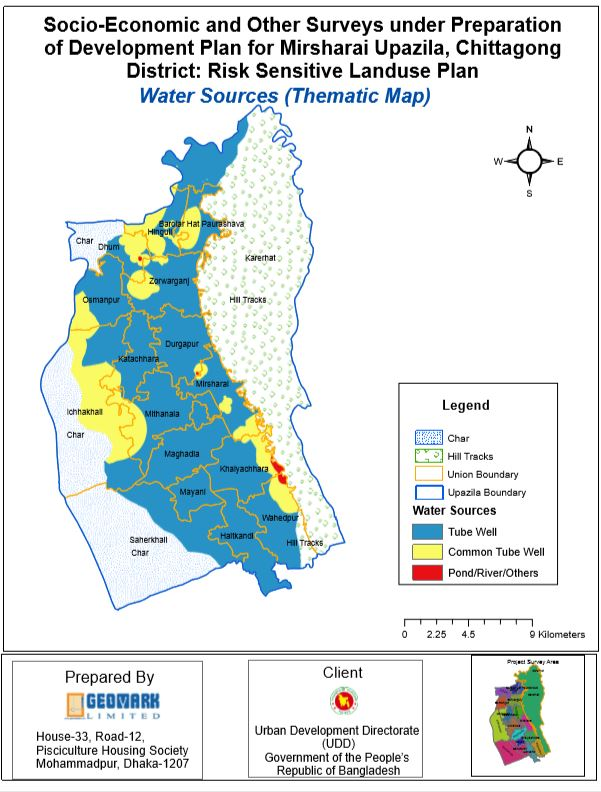 Socio-Economic and Other Surveys under Preparation
of Development Plan for Mirsharai Upazila, Chittagong
District: Risk Sensitive Landuse Plan
Water Sources (Thematic Map)
N
W
E
S
Baroiar Hat Paurashava
Hinguli
Char
Dhum
Karerhat
Zorwarganj
Hill Tracks
Osmanpur
Durgapur
Katachhara
Mirsharai
Ichhakhali
Mithanala
Char
Maghadia
Khaiyachhara
Mayani
Wahedpur
Haitkandi
Saherkhali
Hill Tracks
Char
Legend
Char
Hill Tracks
Union Boundary
Upazila Boundary
Water Sources
Tube Well
Common Tube Well
Pond/River/Others
0 2.25 4.5 9 Kilometers
Prepared By
GEOMARK
LIMITED
House-33, Road-12,
Pisciculture Housing Society
Mohammadpur, Dhaka-1207
Client
Urban Development Directorate
(UDD)
Government of the People's
Republic of Bangladesh
Project Survey Area